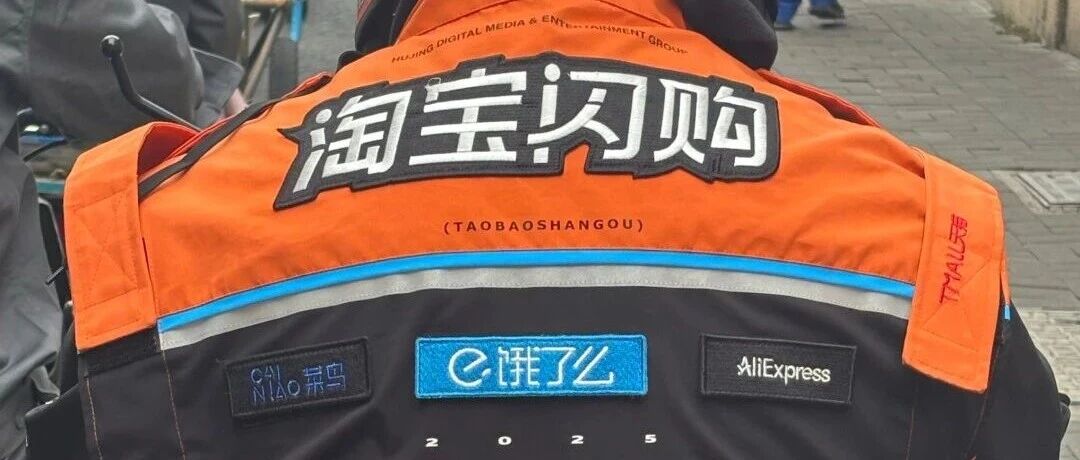 HUJING DIGITAL MEDIA & ENTERTAINMENT GROUP
淘宝闪购
(TAOBAOSHANGOU)
TMALL天猫
CAI
NIAO 菜鸟
e 饿了么
AliExpress
2025